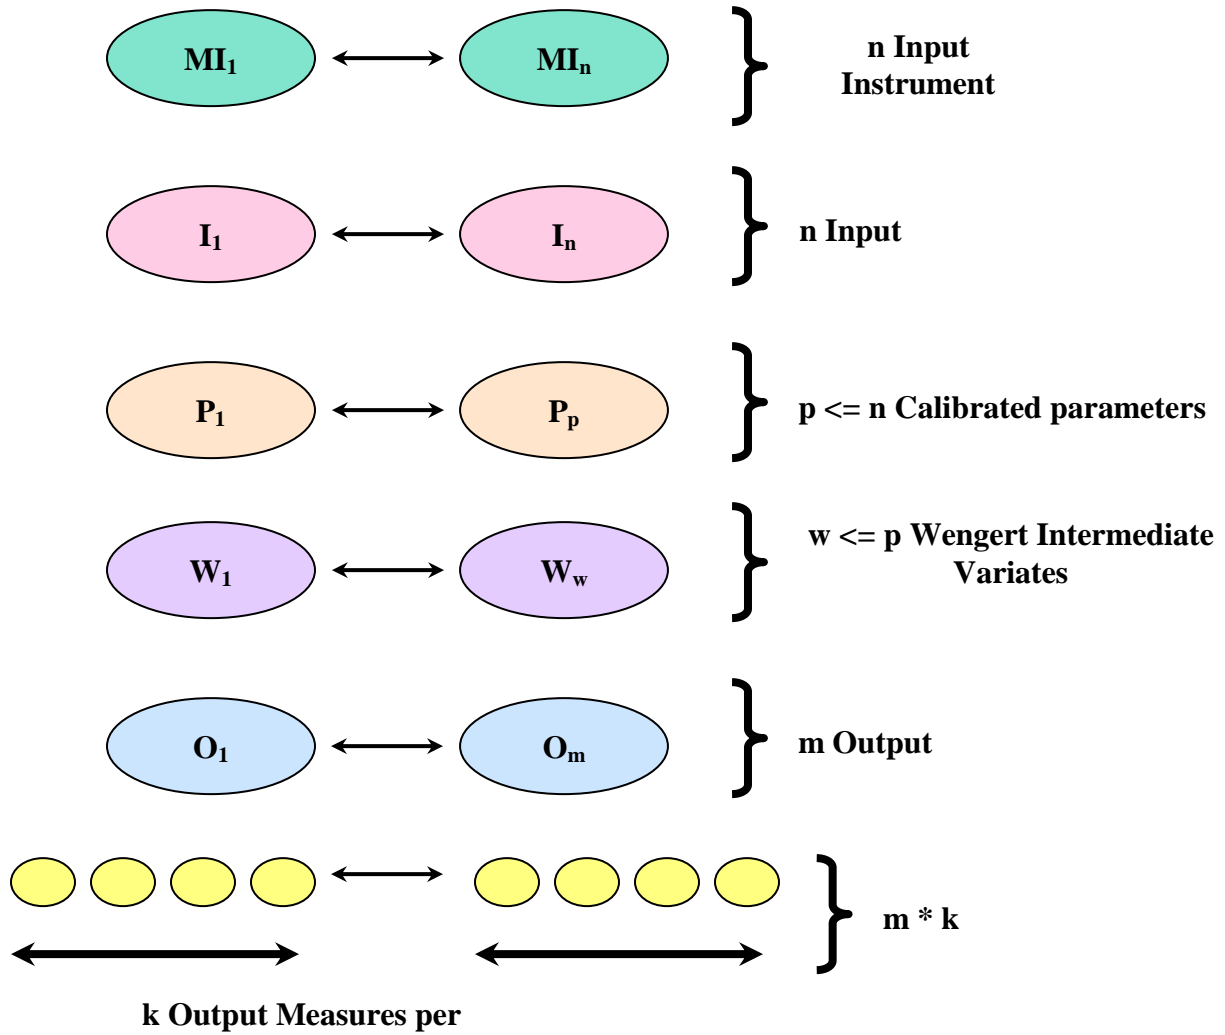 MI₁ MIₙ
n Input
Instrument
I₁ Iₙ
n Input
P₁ Pₚ
p <= n Calibrated parameters
W₁ W𝑤
w <= p Wengert Intermediate
Variates
O₁ Oₘ
m Output
m * k
k Output Measures per